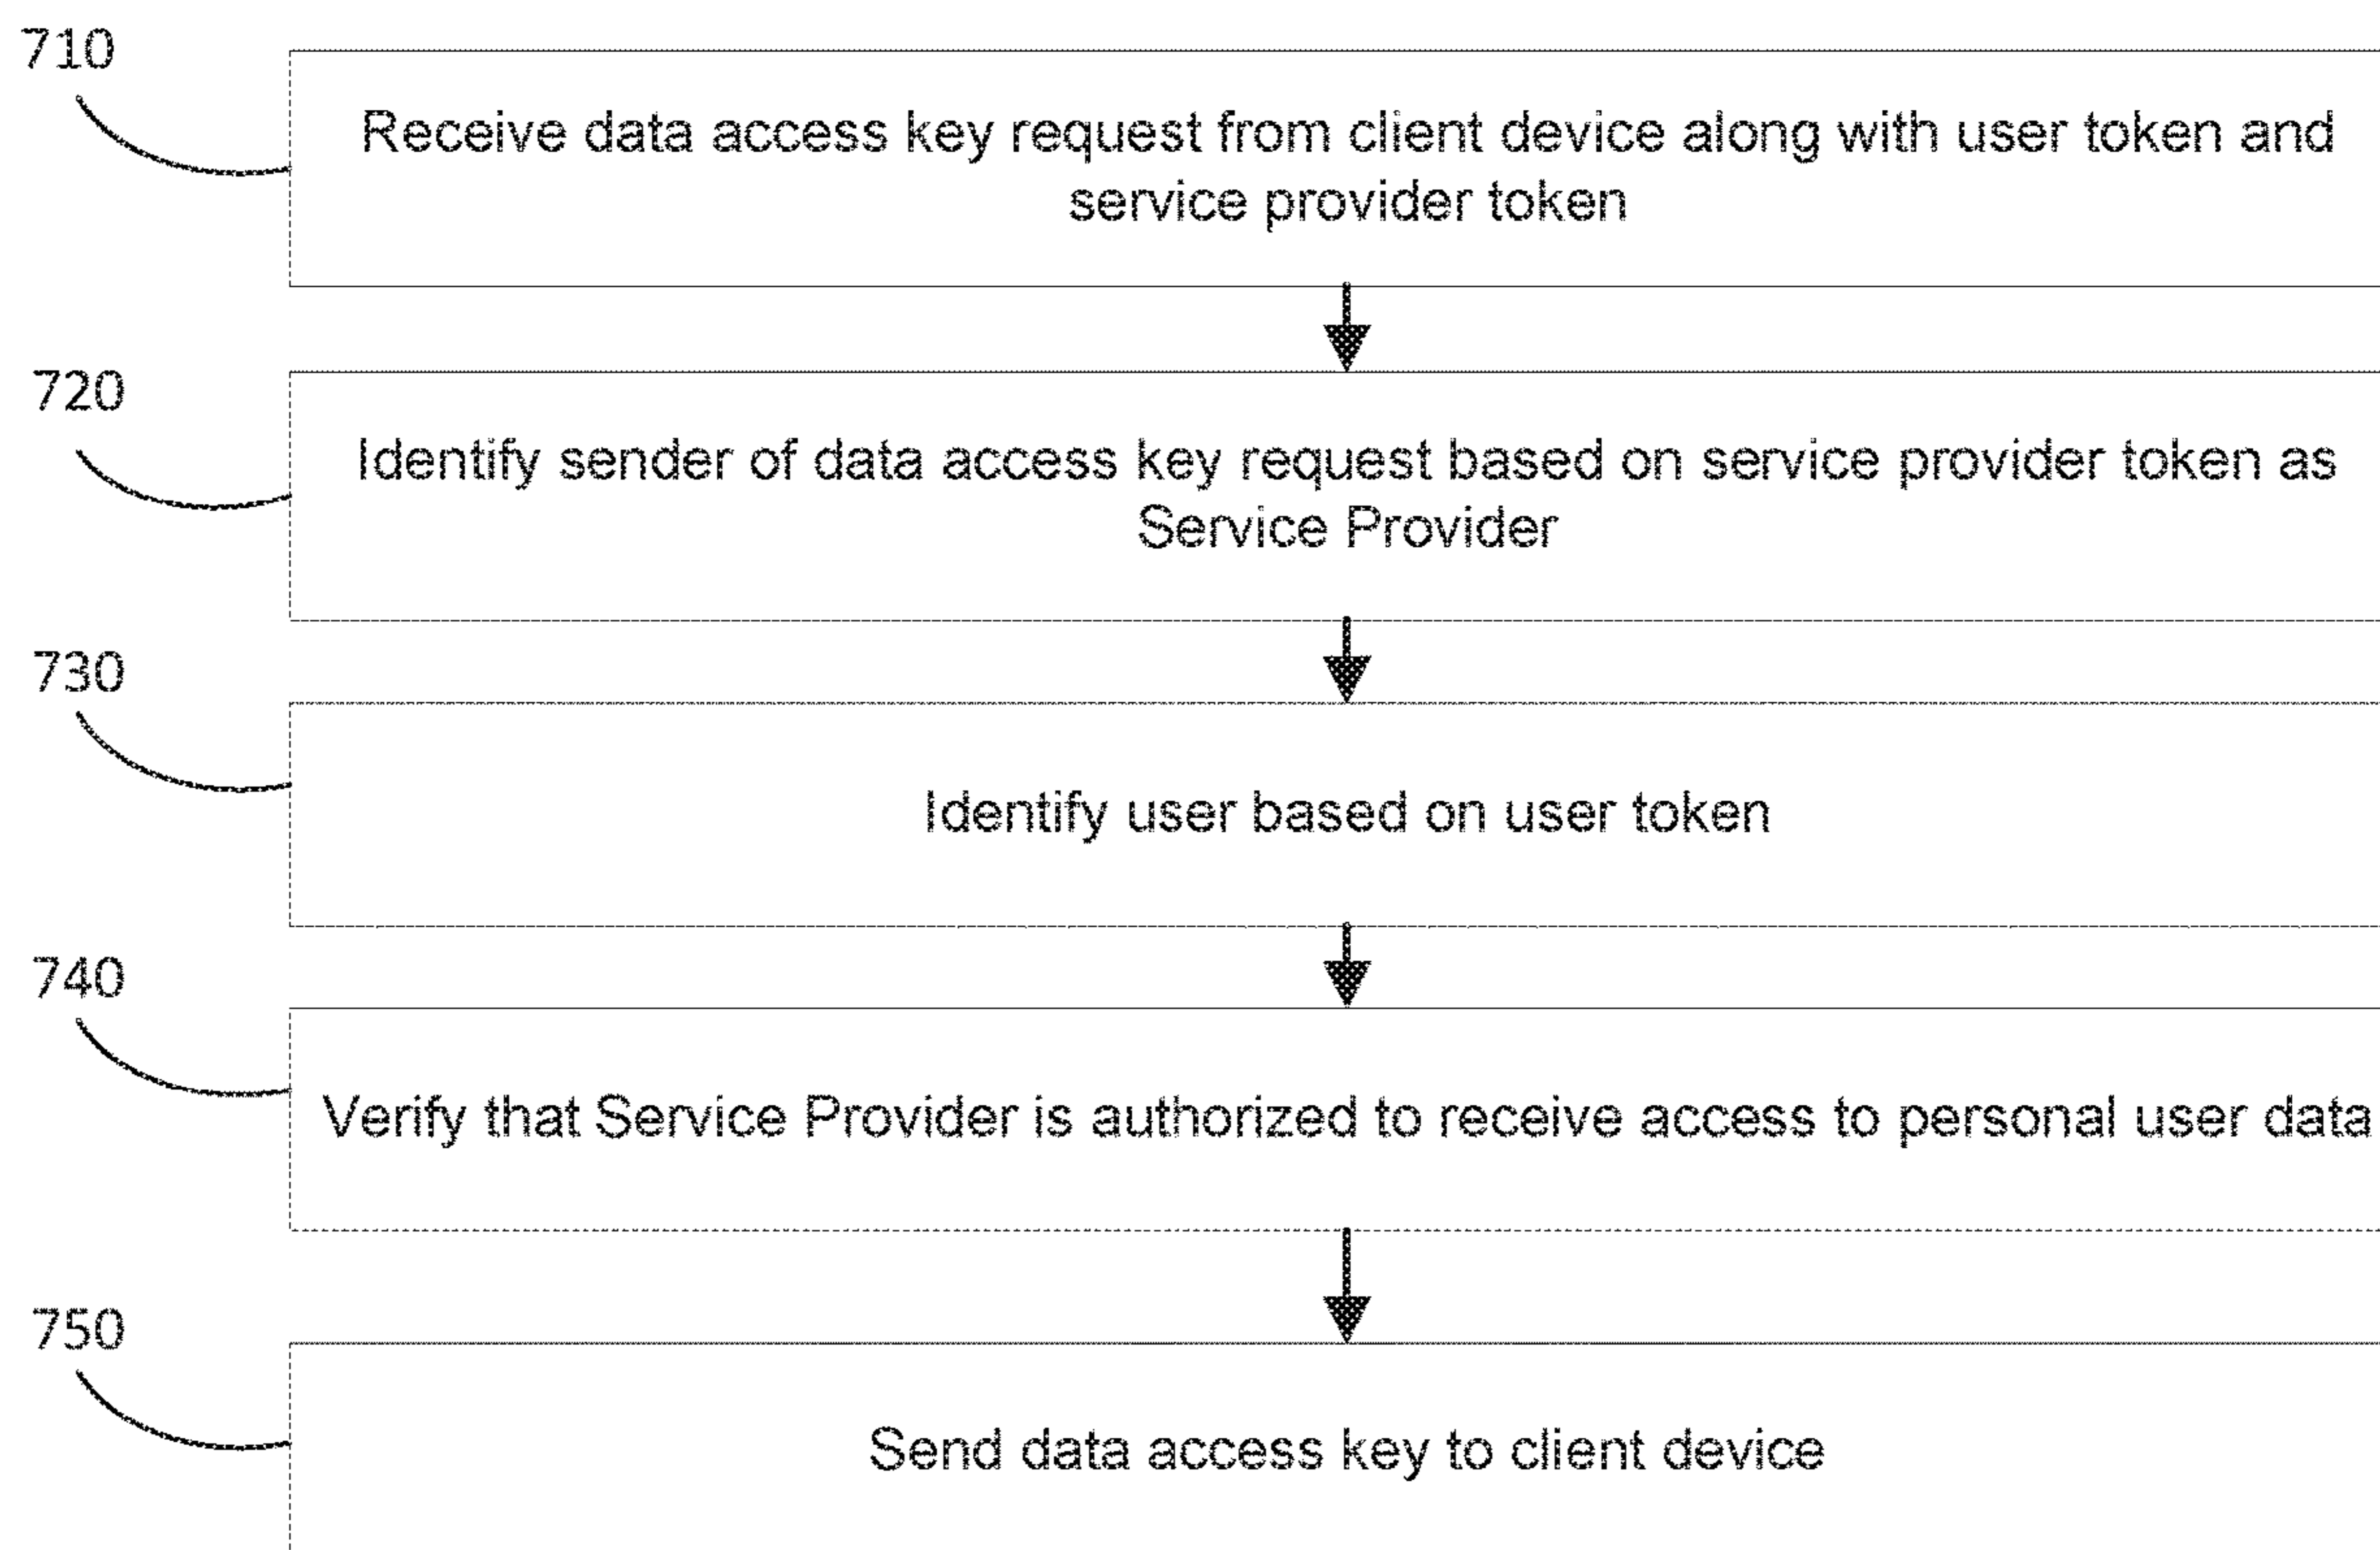 710
Receive data access key request from client device along with user token and
service provider token
720
Identify sender of data access key request based on service provider token as
Service Provider
730
Identify user based on user token
740
Verify that Service Provider is authorized to receive access to personal user data
750
Send data access key to client device